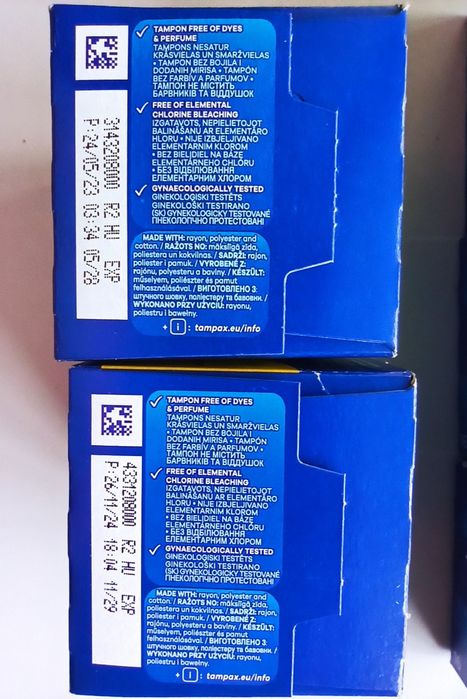 TAMPON FREE OF DYES
& PERFUME
TAMPONS NESATUR
KRĀSVIELAS UN SMARŽVIELAS
• TAMPON BEZ BOJILA I
DODANIH MIRISA • TAMPÓN
BEZ FARBÍV A PARFUMOV •
ТАМПОН НЕ МІСТИТЬ
БАРВНИКІВ ТА ВІДДУШОК
FREE OF ELEMENTAL
CHLORINE BLEACHING
IZGATAVOTS, NEPIELIETOJOT
BALINĀŠANU AR ELEMENTĀRO
HLORU • NIJE IZBJELJIVANO
ELEMENTARNIM KLOROM
• BEZ BIELIDIEL NA BÁZE
ELEMENTÁRNEHO CHLÓRU
• БЕЗ ВІДБІЛЮВАННЯ
ЕЛЕМЕНТАРНИМ ХЛОРОМ
GYNAECOLOGICALLY TESTED
GINEKOLOĢISKI TESTĒTS
GINEKOLOŠKI TESTIRANO
(SK) GYNEKOLOGICKY TESTOVANÉ
ГІНЕКОЛОГІЧНО ПРОТЕСТОВАНІ
MADE WITH: rayon, polyester and
cotton. / RAŽOTS NO: mākslīgā zīda,
poliestera un kokvilnas. / SADRŽI: rajon,
poliester i pamuk. / VYROBENÉ Z:
rajónu, polyesteru a bavlny. / KÉSZÜLT:
műselyem, poliészter és pamut
felhasználásával. / ВИГОТОВЛЕНО З:
штучного шовку, поліестеру та бавовни. /
WYKONANO PRZY UŻYCIU: rayonu,
poliestru i bawełny.
+ i : tampax.eu/info
3143120900 R2 HU EXP
P:24/05/23 03:34 05/28
TAMPON FREE OF DYES
& PERFUME
TAMPONS NESATUR
KRĀSVIELAS UN SMARŽVIELAS
• TAMPON BEZ BOJILA I
DODANIH MIRISA • TAMPÓN
BEZ FARBÍV A PARFUMOV
• ТАМПОН НЕ МІСТИТЬ
БАРВНИКІВ ТА ВІДДУШОК
FREE OF ELEMENTAL
CHLORINE BLEACHING
IZGATAVOTS, NEPIELIETOJOT
BALINĀŠANU AR ELEMENTĀRO
HLORU • NIJE IZBJELJIVANO
ELEMENTARNIM KLOROM
• BEZ BIELIDIEL NA BÁZE
ELEMENTÁRNEHO CHLÓRU
• БЕЗ ВІДБІЛЮВАННЯ
ЕЛЕМЕНТАРНИМ ХЛОРОМ
GYNAECOLOGICALLY TESTED
GINEKOLOĢISKI TESTĒTS
GINEKOLOŠKI TESTIRANO
(SK) GYNEKOLOGICKY TESTOVANÉ
ГІНЕКОЛОГІЧНО ПРОТЕСТОВАНІ
MADE WITH: rayon, polyester and
cotton. / RAŽOTS NO: mākslīgā zīda,
poliestera un kokvilnas. / SADRŽI: rajon,
poliester i pamuk. / VYROBENÉ Z:
rajónu, polyesteru a bavlny. / KÉSZÜLT:
műselyem, poliészter és pamut
felhasználásával. / ВИГОТОВЛЕНО З:
штучного шовку, поліестеру та бавовни. /
WYKONANO PRZY UŻYCIU: rayonu,
poliestru i bawełny.
+ i : tampax.eu/info
4331120900 R2 HU EXP
P:26/11/24 18:04 11/29